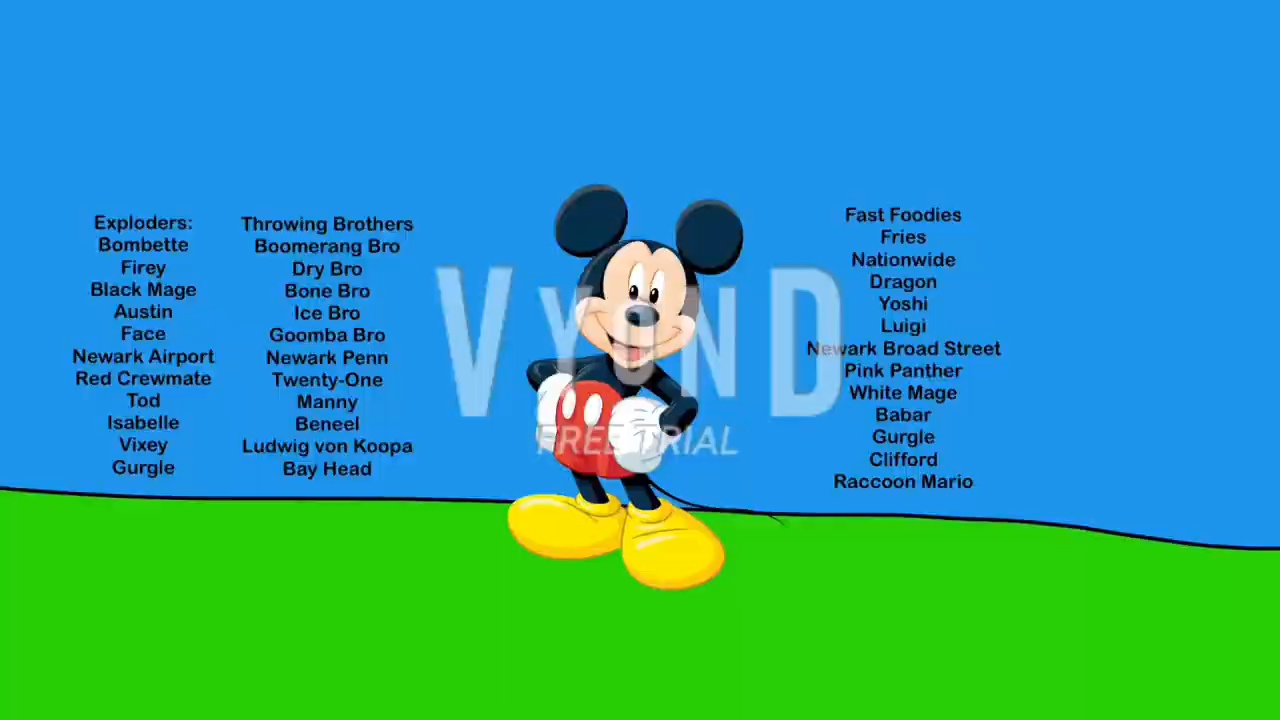 Exploders:
Bombette
Firey
Black Mage
Austin
Face
Newark Airport
Red Crewmate
Tod
Isabelle
Vixey
Gurgle
Throwing Brothers
Boomerang Bro
Dry Bro
Bone Bro
Ice Bro
Goomba Bro
Newark Penn
Twenty-One
Manny
Beneel
Ludwig von Koopa
Bay Head
VYOND
FREE TRIAL
Fast Foodies
Fries
Nationwide
Dragon
Yoshi
Luigi
Newark Broad Street
Pink Panther
White Mage
Babar
Gurgle
Clifford
Raccoon Mario